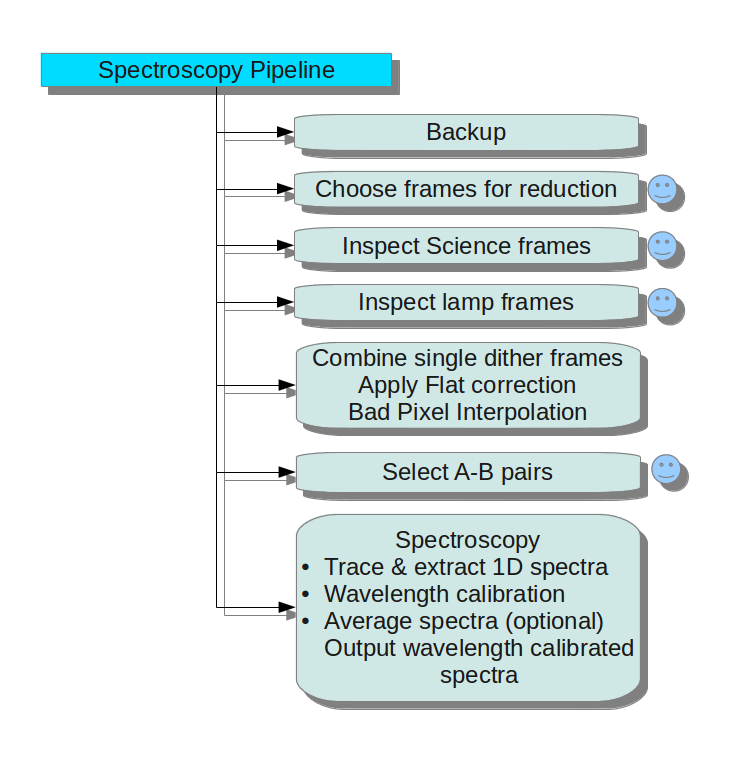 Spectroscopy Pipeline
Backup
Choose frames for reduction
Inspect Science frames
Inspect lamp frames
Combine single dither frames
Apply Flat correction
Bad Pixel Interpolation
Select A-B pairs
Spectroscopy
• Trace & extract 1D spectra
• Wavelength calibration
• Average spectra (optional)
Output wavelength calibrated
spectra